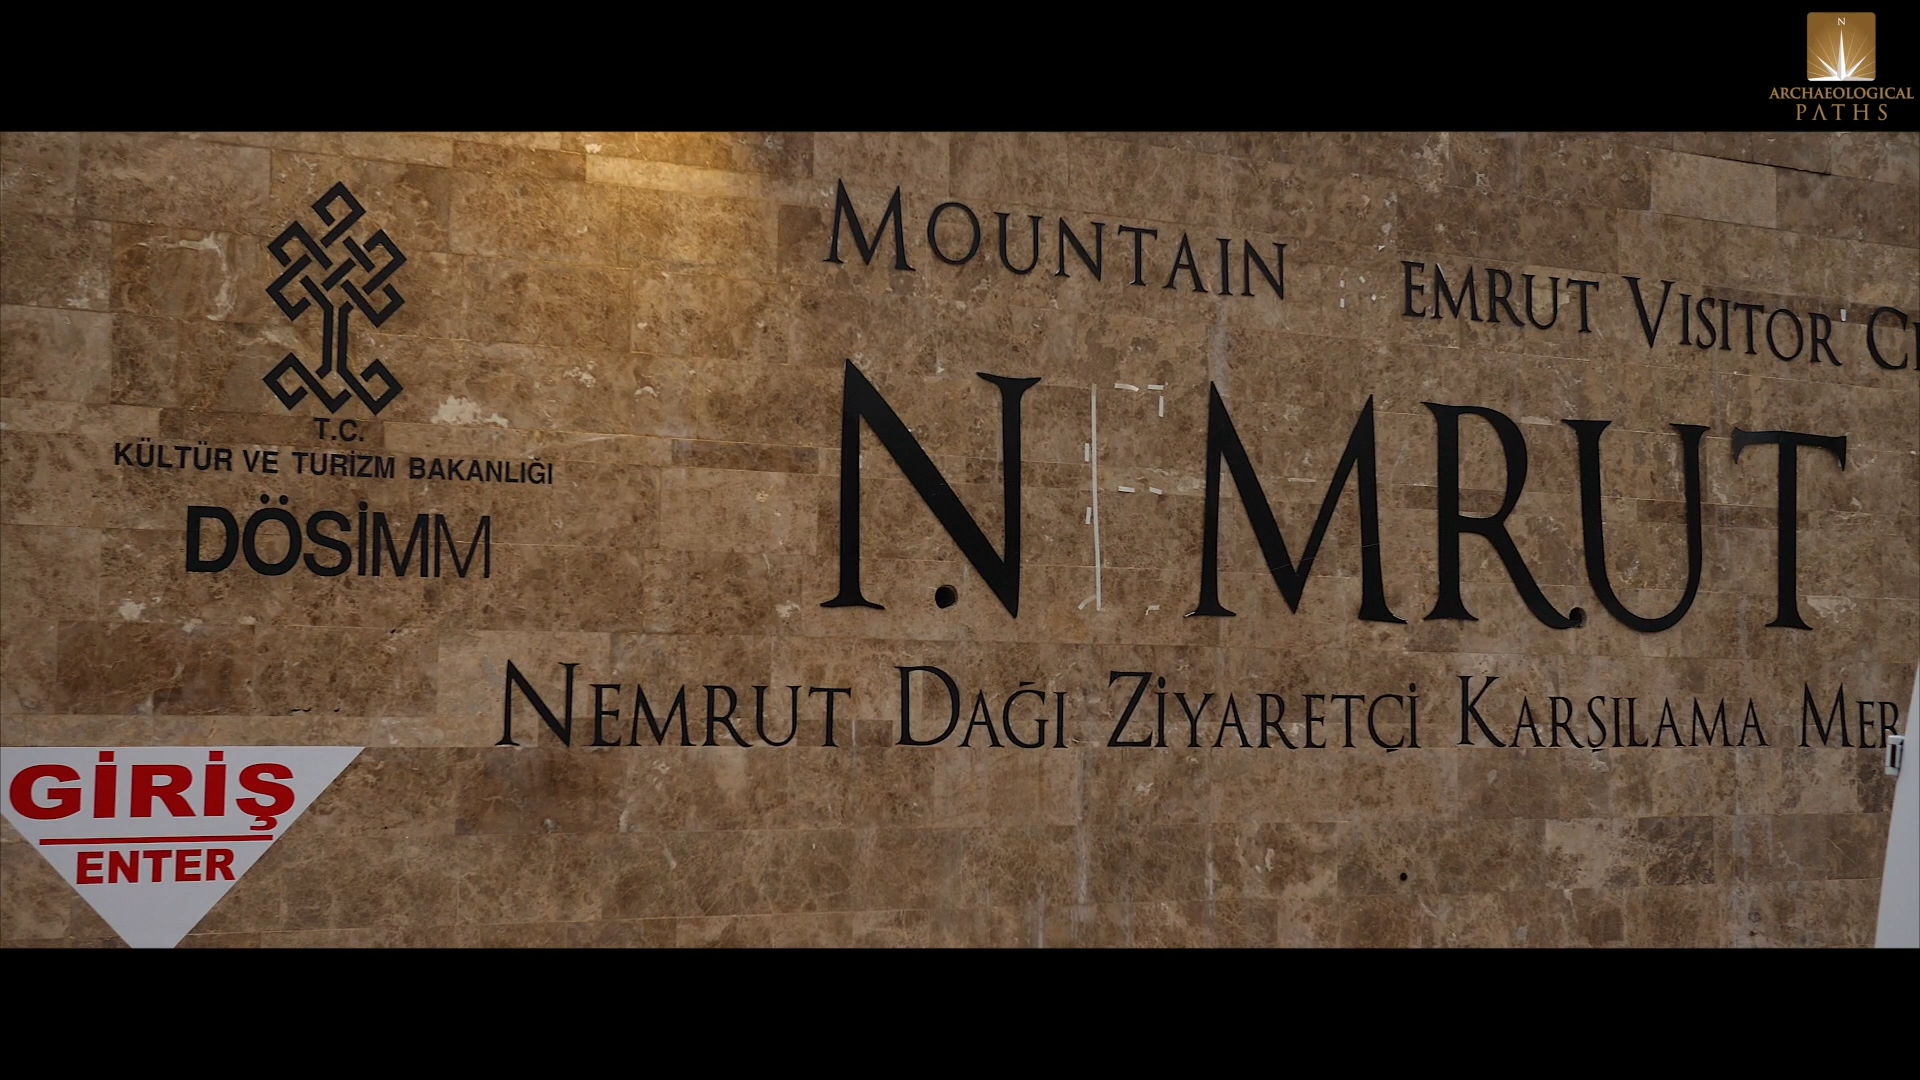 N
ARCHAEOLOGICAL
PATHS
MOUNTAIN EMRUT VISITOR
N MRUT
T.C.
KÜLTÜR VE TURİZM BAKANLIĞI
DÖSİMM
NEMRUT DAĞI ZİYARETÇİ KARŞILAMA
GİRİŞ
ENTER